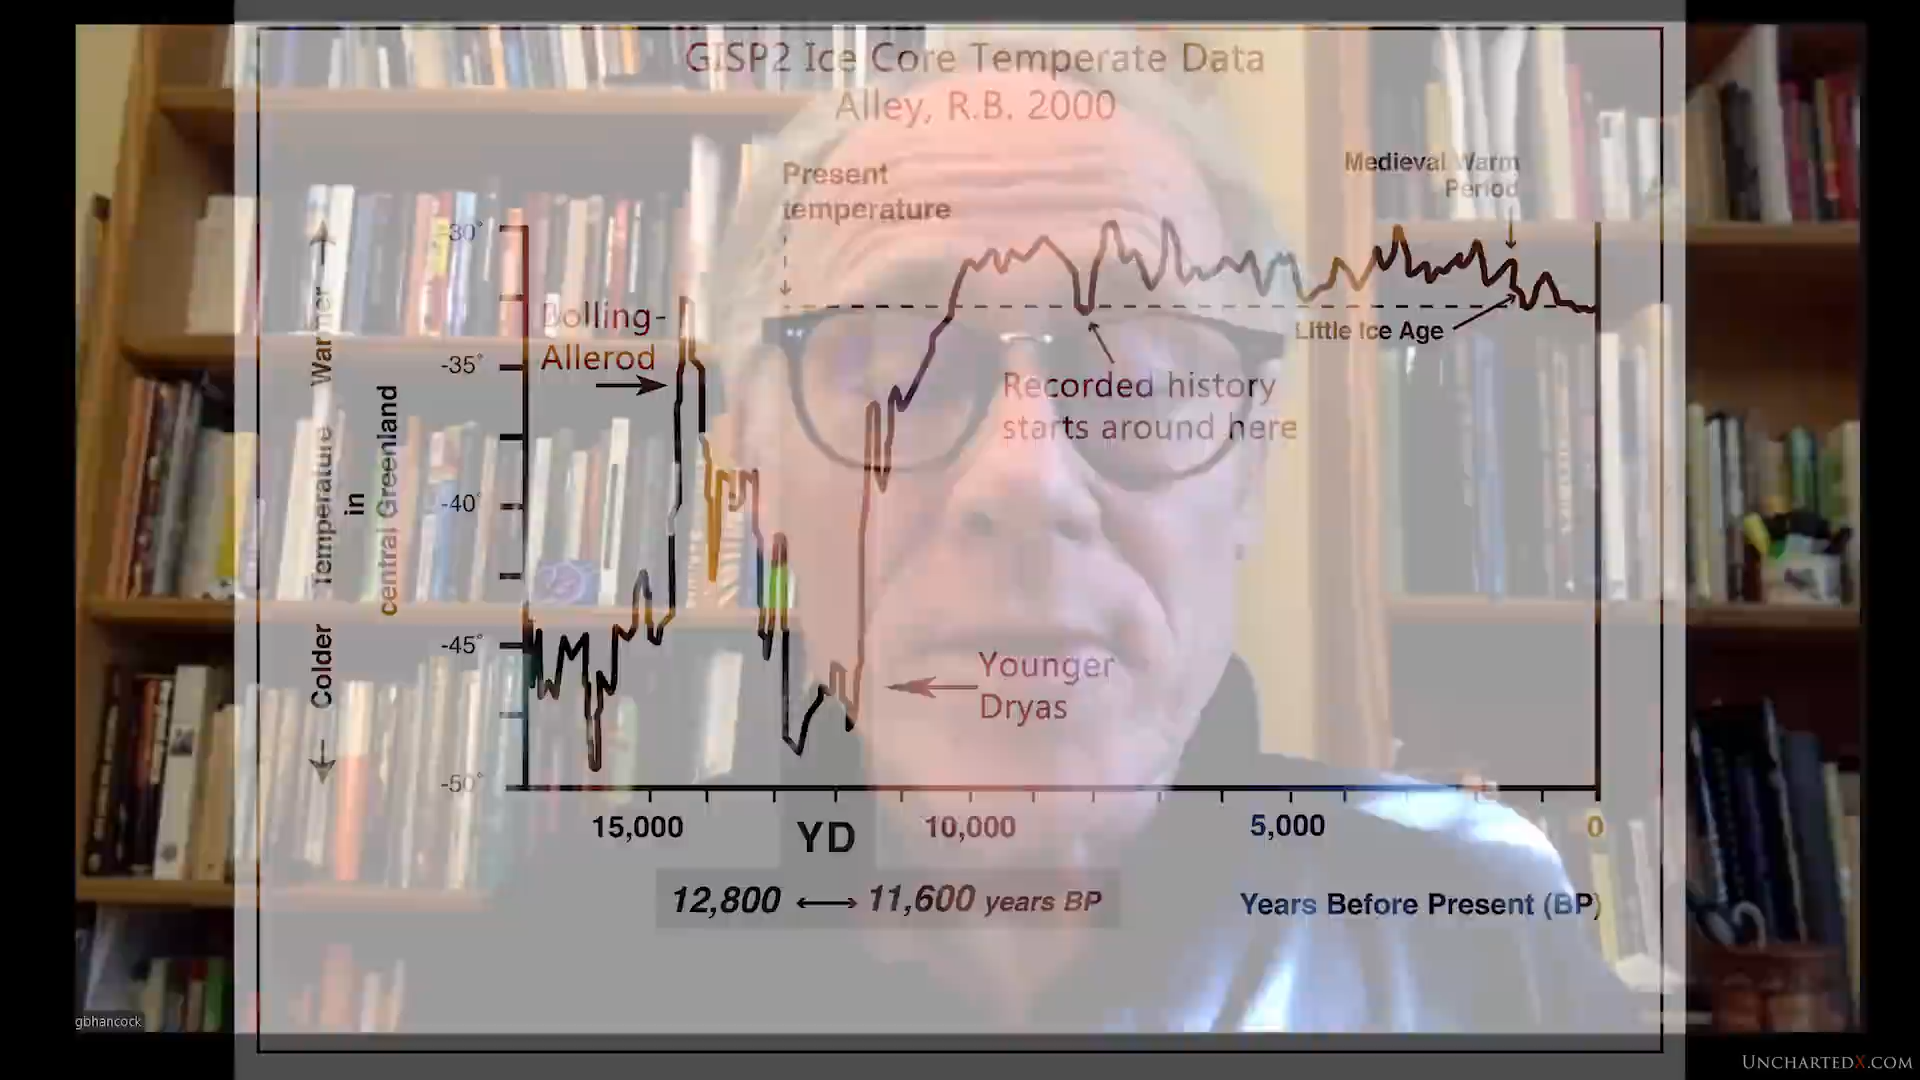 GISP2 Ice Core Temperate Data
Alley, R.B. 2000
Present
temperature
Medieval Warm
Period
-30°
Bolling-
Allerod
-35°
Little Ice Age
Recorded history
starts around here
-40°
Colder Temperature Warmer
in
central Greenland
-45°
Younger
Dryas
-50°
15,000
YD
10,000
5,000
0
12,800 ⟷ 11,600 years BP
Years Before Present (BP)
gbhancock
UNCHARTEDX.COM